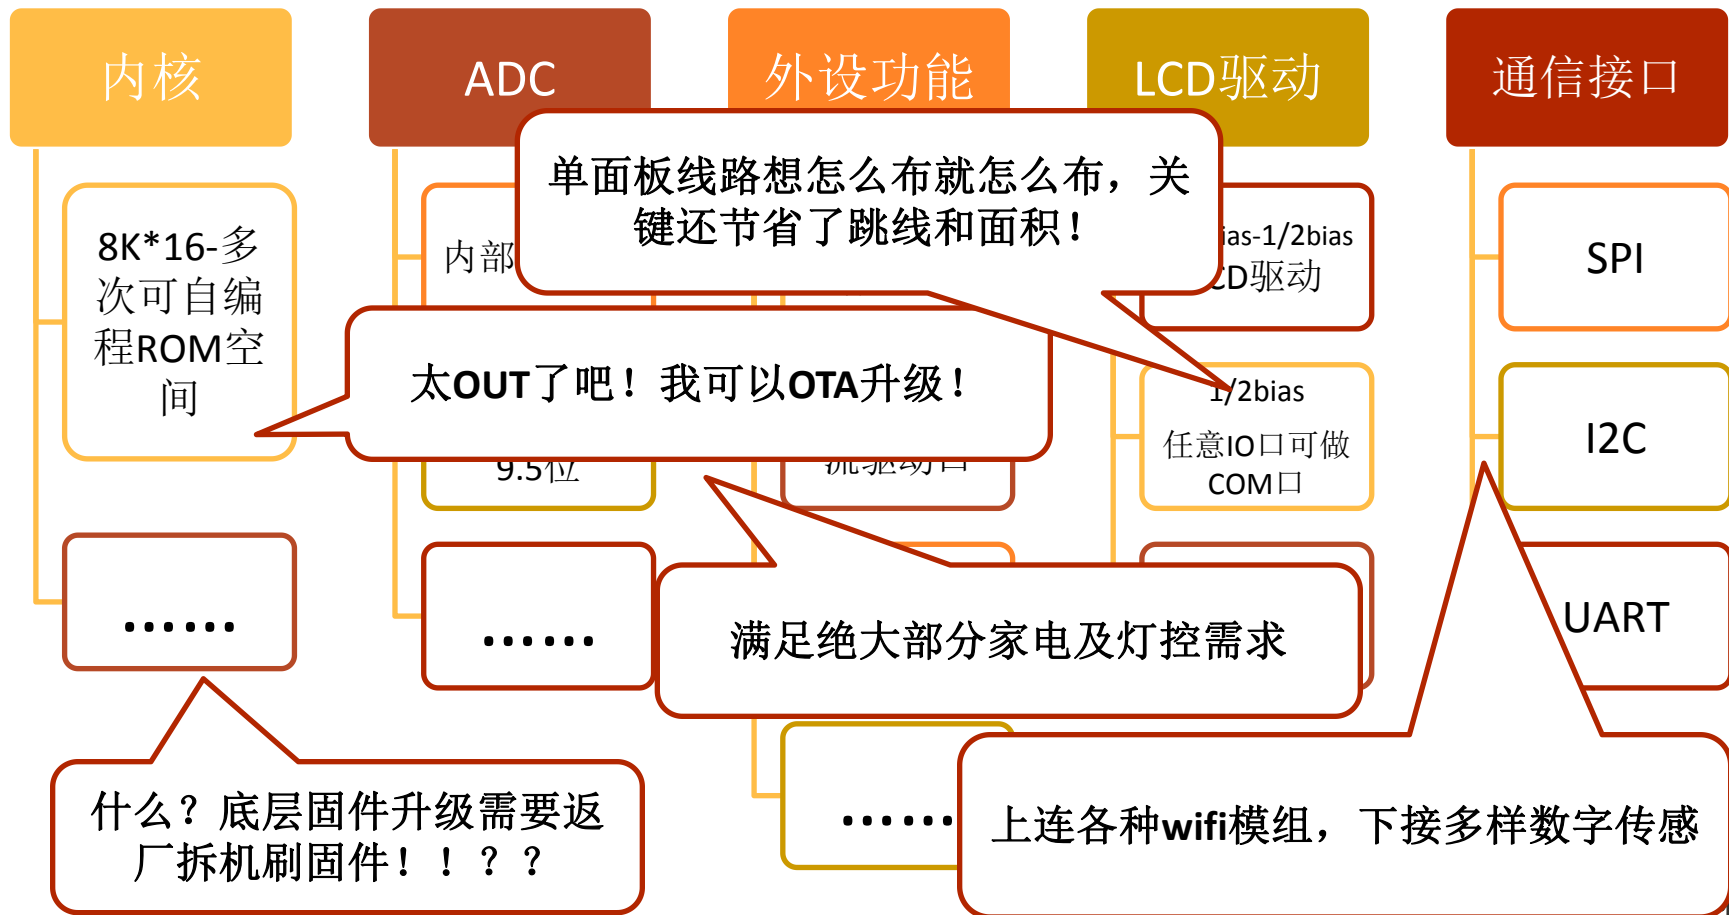 内核
ADC
外设功能
LCD驱动
通信接口
单面板线路想怎么布就怎么布，关
键还节省了跳线和面积！
8K*16-多
次可自编
程ROM空
间
内部
ias-1/2bias
CD驱动
SPI
太OUT了吧！我可以OTA升级！
1/2bias
任意IO口可做
COM口
I2C
9.5位
流驱动口
……
……
满足绝大部分家电及灯控需求
UART
什么？底层固件升级需要返
厂拆机刷固件！！？？
……
上连各种wifi模组，下接多样数字传感